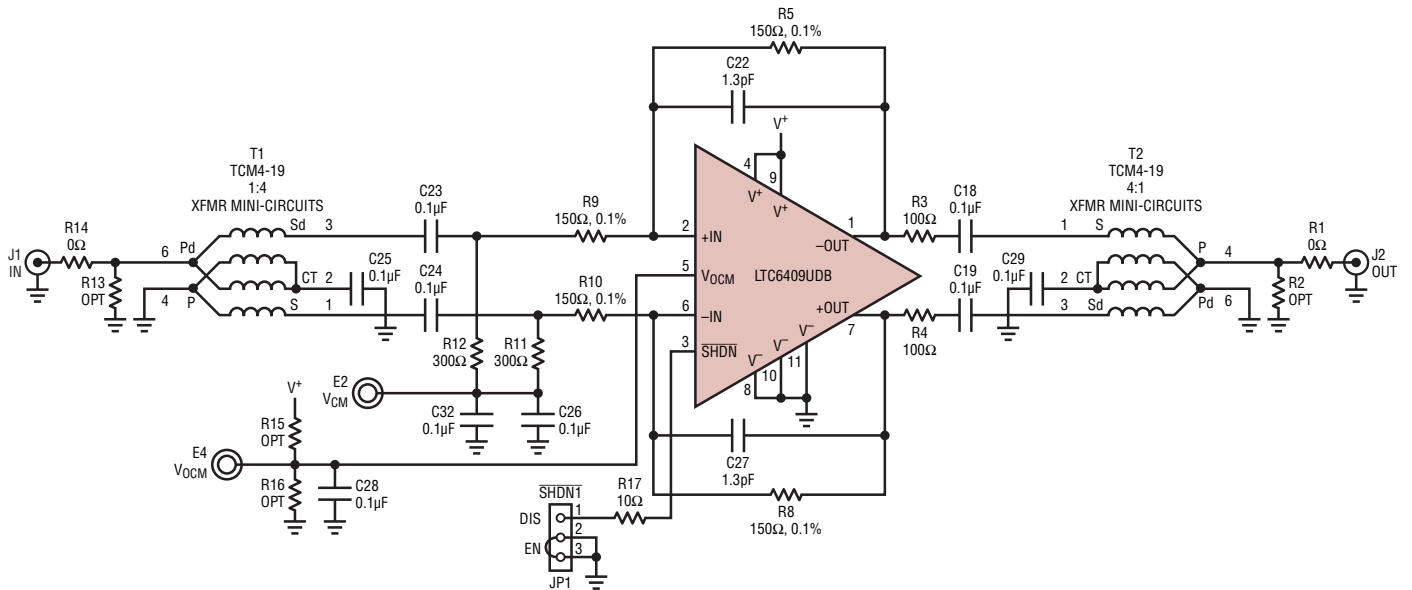 R5
150Ω, 0.1%
C22
1.3pF
V+
4
9
V+
V+
T1
TCM4-19
1:4
XFMR MINI-CIRCUITS
T2
TCM4-19
4:1
XFMR MINI-CIRCUITS
J1
IN
R14
0Ω
R13
OPT
6
Pd
4
P
Sd
3
CT
2
S
1
C25
0.1µF
C23
0.1µF
C24
0.1µF
R9
150Ω, 0.1%
R10
150Ω, 0.1%
R12
300Ω
R11
300Ω
2
+IN
5
VOCM
6
–IN
3
SHDN
LTC6409UDB
1
–OUT
+OUT
7
V–
V–
V–
8
10
11
R3
100Ω
C18
0.1µF
R4
100Ω
C19
0.1µF
C29
0.1µF
1
S
2
CT
3
Sd
P
4
Pd
6
R1
0Ω
R2
OPT
J2
OUT
E2
VCM
C32
0.1µF
C26
0.1µF
V+
R15
OPT
E4
VOCM
R16
OPT
C28
0.1µF
C27
1.3pF
R8
150Ω, 0.1%
SHDN1
R17
10Ω
DIS
1
2
EN
3
JP1